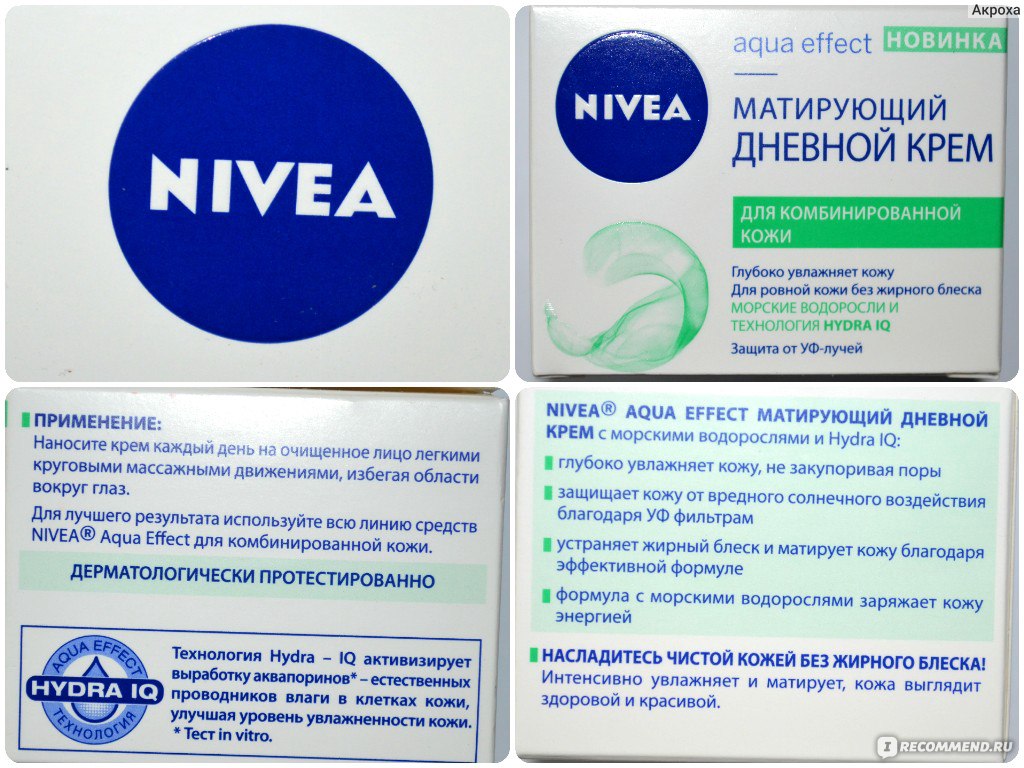 NIVEA
Акроха
aqua effect НОВИНКА
NIVEA
МАТИРУЮЩИЙ
ДНЕВНОЙ КРЕМ
ДЛЯ КОМБИНИРОВАННОЙ
КОЖИ
Глубоко увлажняет кожу
Для ровной кожи без жирного блеска
МОРСКИЕ ВОДОРОСЛИ И
ТЕХНОЛОГИЯ HYDRA IQ
Защита от УФ-лучей
ПРИМЕНЕНИЕ:
Наносите крем каждый день на очищенное лицо легкими
круговыми массажными движениями, избегая области
вокруг глаз.
Для лучшего результата используйте всю линию средств
NIVEA® Aqua Effect для комбинированной кожи.
ДЕРМАТОЛОГИЧЕСКИ ПРОТЕСТИРОВАННО
AQUA EFFECT
HYDRA IQ
ТЕХНОЛОГИЯ
Технология Hydra – IQ активизирует
выработку аквапоринов* – естественных
проводников влаги в клетках кожи,
улучшая уровень увлажненности кожи.
* Тест in vitro.
NIVEA® AQUA EFFECT МАТИРУЮЩИЙ ДНЕВНОЙ
КРЕМ с морскими водорослями и Hydra IQ:
глубоко увлажняет кожу, не закупоривая поры
защищает кожу от вредного солнечного воздействия
благодаря УФ фильтрам
устраняет жирный блеск и матирует кожу благодаря
эффективной формуле
формула с морскими водорослями заряжает кожу
энергией
НАСЛАДИТЕСЬ ЧИСТОЙ КОЖЕЙ БЕЗ ЖИРНОГО БЛЕСКА!
Интенсивно увлажняет и матирует, кожа выглядит
здоровой и красивой.
I RECOMMEND.RU